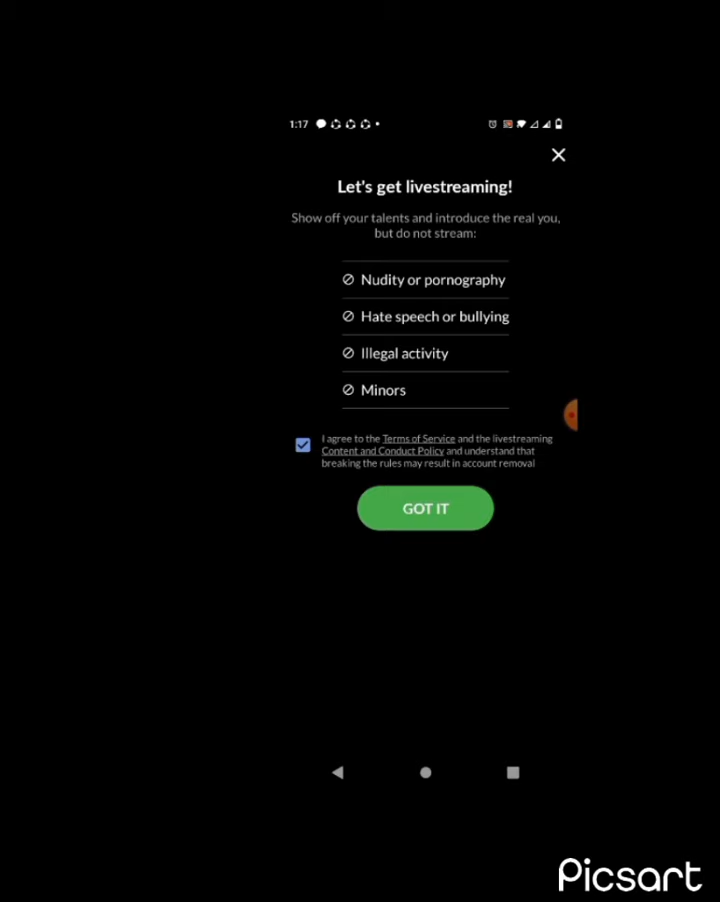 1:17
Let's get livestreaming!
Show off your talents and introduce the real you,
but do not stream:
Nudity or pornography
Hate speech or bullying
Illegal activity
Minors
I agree to the Terms of Service and the livestreaming
Content and Conduct Policy and understand that
breaking the rules may result in account removal
GOT IT
Picsart